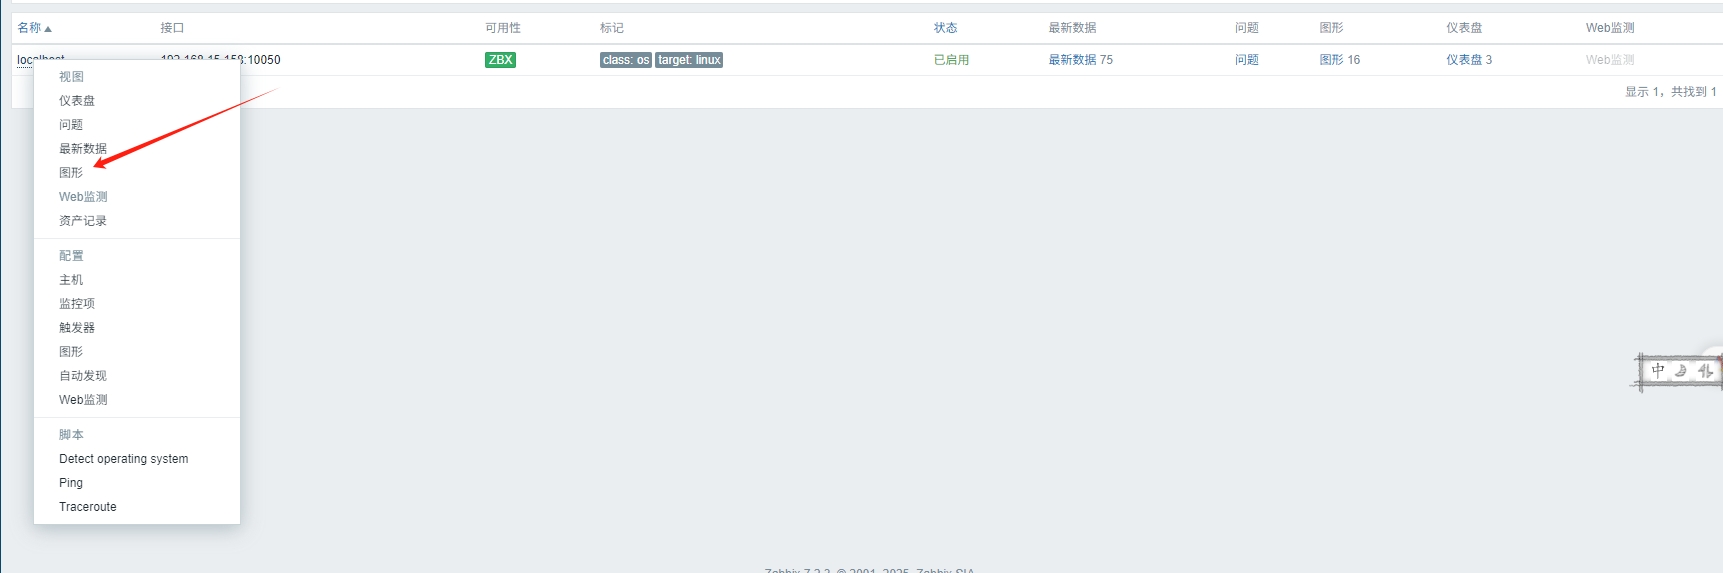 名称 接口 可用性 标记 状态 最新数据 问题 图形 仪表盘 Web监测
localhost 192.168.15.158:10050 ZBX class: os target: linux 已启用 最新数据 75 问题 图形 16 仪表盘 3 Web监测
显示 1，共找到 1
视图
仪表盘
问题
最新数据
图形
Web监测
资产记录
配置
主机
监控项
触发器
图形
自动发现
Web监测
脚本
Detect operating system
Ping
Traceroute
中
Zabbix 7.2.3. © 2001–2025, Zabbix SIA